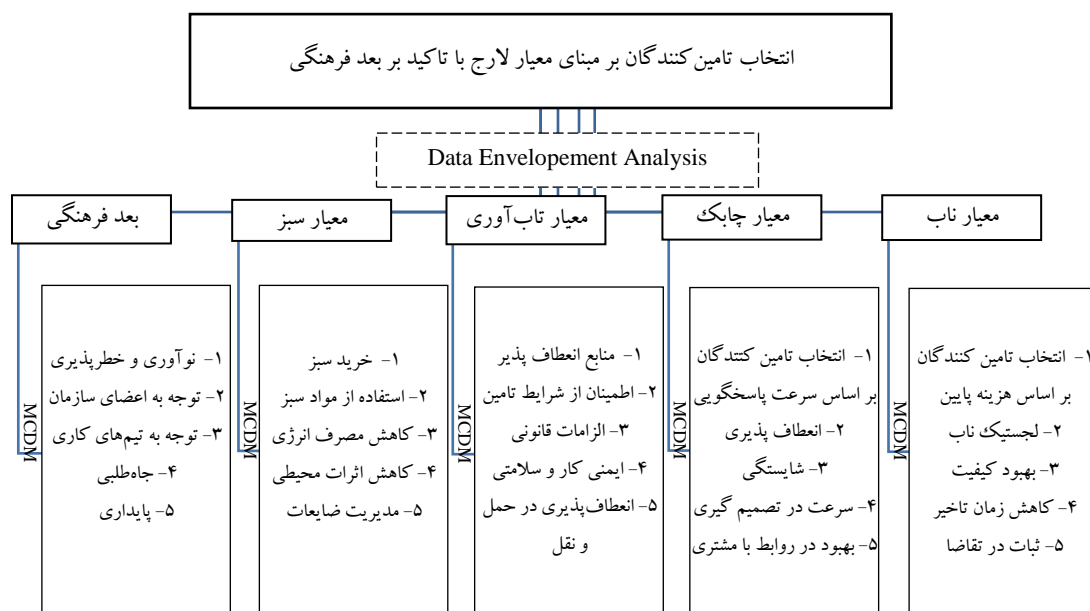 انتخاب تامین‌کنندگان بر مبنای معیار لارج با تاکید بر بعد فرهنگی
Data Envelopement Analysis
معیار ناب
معیار چابک
معیار تاب‌آوری
معیار سبز
بعد فرهنگی
۱- انتخاب تامین کنندگان
بر اساس هزینه پایین
۲- لجستیک ناب
۳- بهبود کیفیت
۴- کاهش زمان تاخیر
۵- ثبات در تقاضا
MCDM
۱- انتخاب تامین کنتدگان
بر اساس سرعت پاسخگویی
۲- انعطاف پذیری
۳- شایستگی
۴- سرعت در تصمیم گیری
۵- بهبود در روابط با مشتری
MCDM
۱- منابع انعطاف پذیر
۲- اطمینان از شرایط تامین
۳- الزامات قانونی
۴- ایمنی کار و سلامتی
۵- انعطاف‌پذیری در حمل
و نقل
MCDM
۱- خرید سبز
۲- استفاده از مواد سبز
۳- کاهش مصرف انرژی
۴- کاهش اثرات محیطی
۵- مدیریت ضایعات
MCDM
۱- نوآوری و خطرپذیری
۲- توجه به اعضای سازمان
۳- توجه به تیم‌های کاری
۴- جاه‌طلبی
۵- پایداری
MCDM